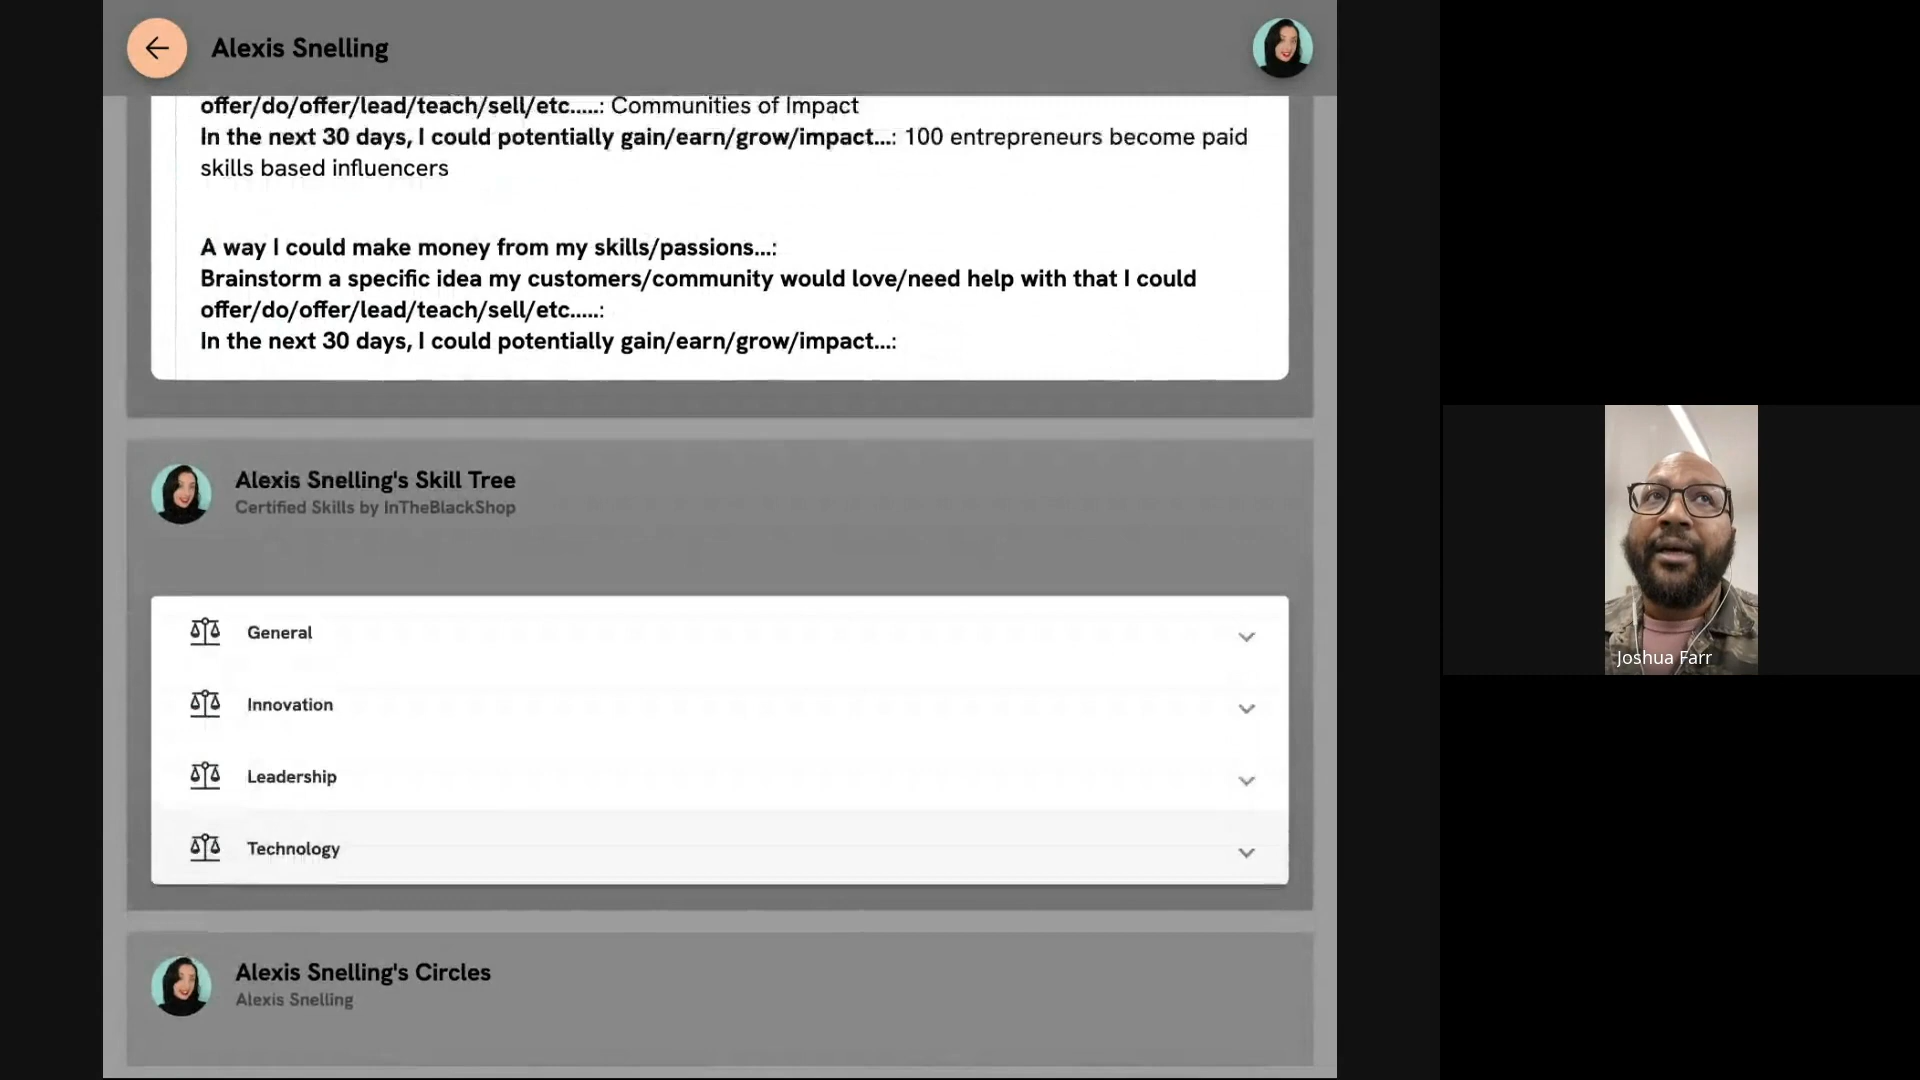 Alexis Snelling
offer/do/offer/lead/teach/sell/etc.....: Communities of Impact
In the next 30 days, I could potentially gain/earn/grow/impact...: 100 entrepreneurs become paid
skills based influencers
A way I could make money from my skills/passions...:
Brainstorm a specific idea my customers/community would love/need help with that I could
offer/do/offer/lead/teach/sell/etc.....:
In the next 30 days, I could potentially gain/earn/grow/impact...:
Alexis Snelling's Skill Tree
Certified Skills by InTheBlackShop
General
Innovation
Leadership
Technology
Alexis Snelling's Circles
Alexis Snelling
Joshua Farr